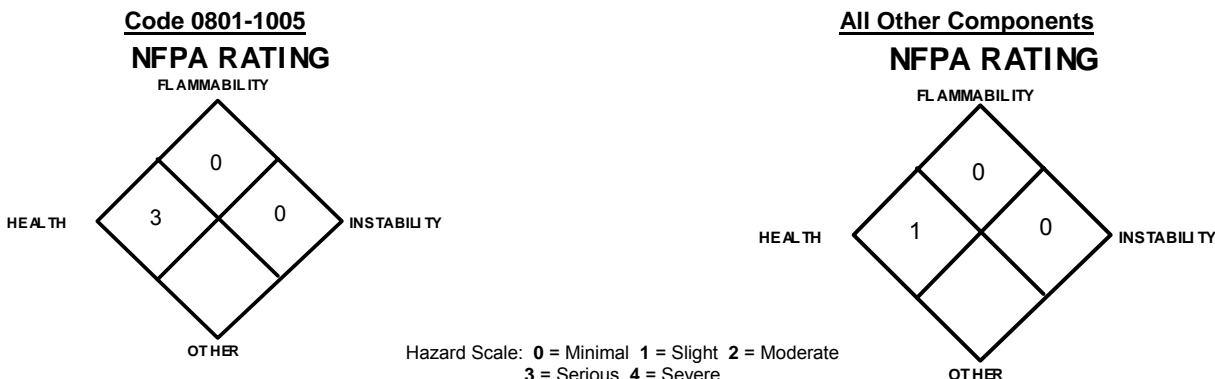 Code 0801-1005
NFPA RATING
FLAMMABILITY
0
HEALTH
3
0
INSTABILITY
OTHER
All Other Components
NFPA RATING
FLAMMABILITY
0
HEALTH
1
0
INSTABILITY
OTHER
Hazard Scale: 0 = Minimal 1 = Slight 2 = Moderate
3 = Serious 4 = Severe